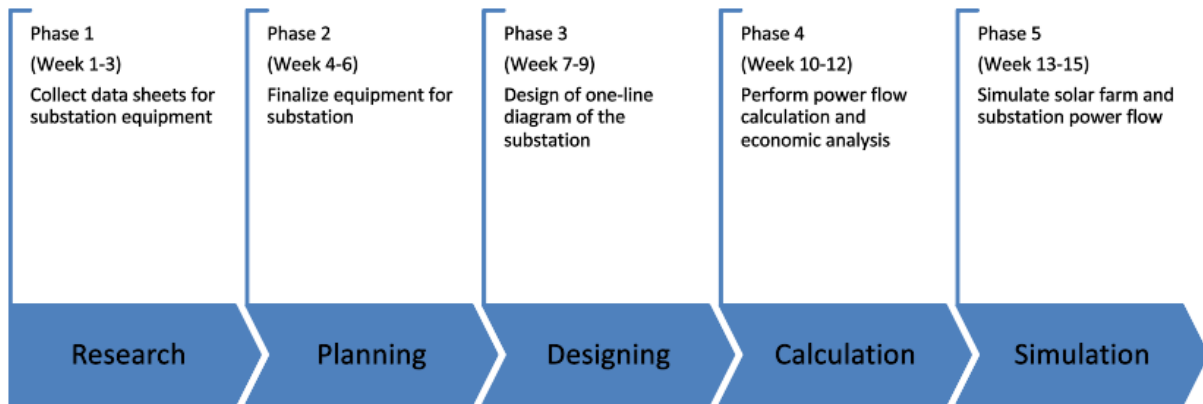 Phase 1
(Week 1-3)
Collect data sheets for
substation equipment
Phase 2
(Week 4-6)
Finalize equipment for
substation
Phase 3
(Week 7-9)
Design of one-line
diagram of the
substation
Phase 4
(Week 10-12)
Perform power flow
calculation and
economic analysis
Phase 5
(Week 13-15)
Simulate solar farm and
substation power flow
Research
Planning
Designing
Calculation
Simulation